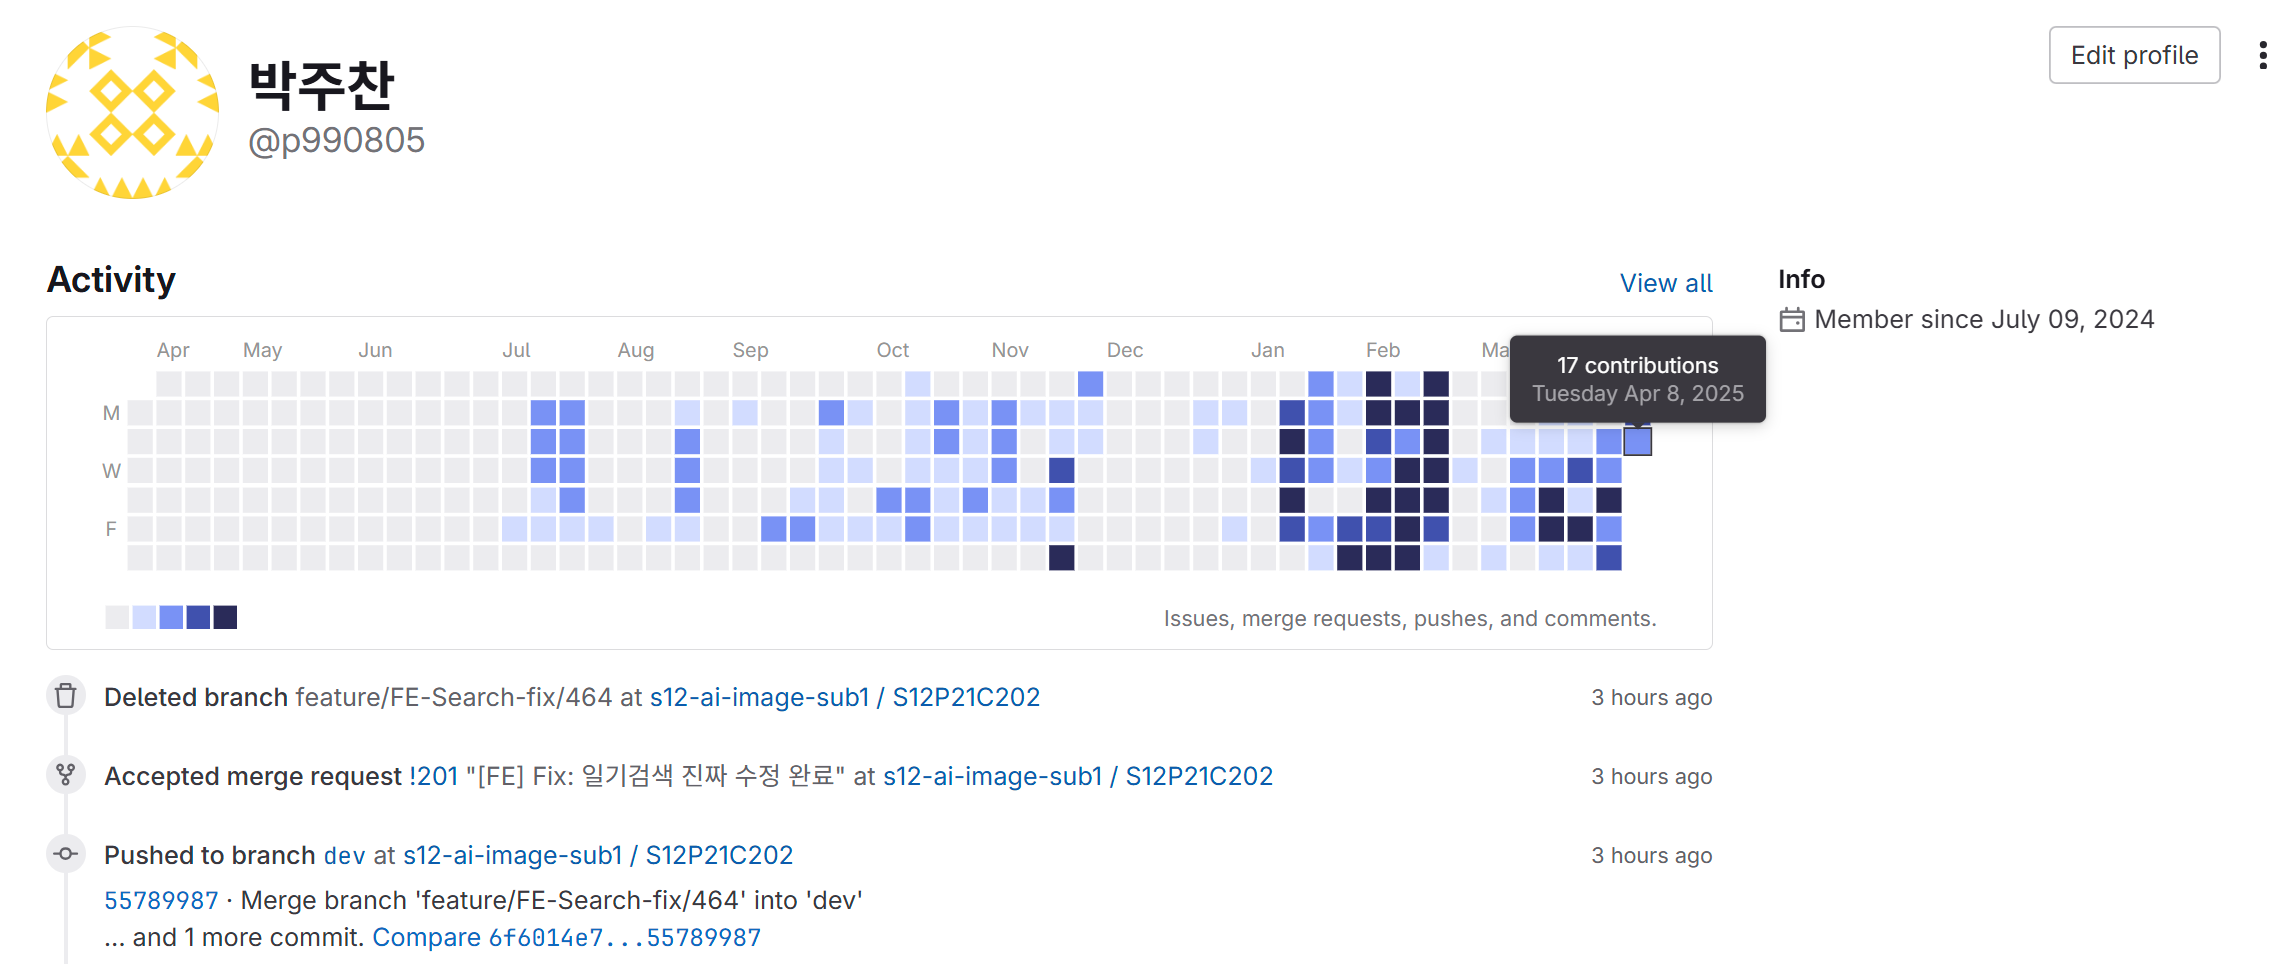 박주찬
@p990805
Edit profile
Activity
View all
Info
Member since July 09, 2024
Apr May Jun Jul Aug Sep Oct Nov Dec Jan Feb Ma
17 contributions
Tuesday Apr 8, 2025
M
W
F
Issues, merge requests, pushes, and comments.
Deleted branch feature/FE-Search-fix/464 at s12-ai-image-sub1 / S12P21C202 3 hours ago
Accepted merge request !201 "[FE] Fix: 일기검색 진짜 수정 완료" at s12-ai-image-sub1 / S12P21C202 3 hours ago
Pushed to branch dev at s12-ai-image-sub1 / S12P21C202 3 hours ago
55789987 · Merge branch 'feature/FE-Search-fix/464' into 'dev'
... and 1 more commit. Compare 6f6014e7...55789987